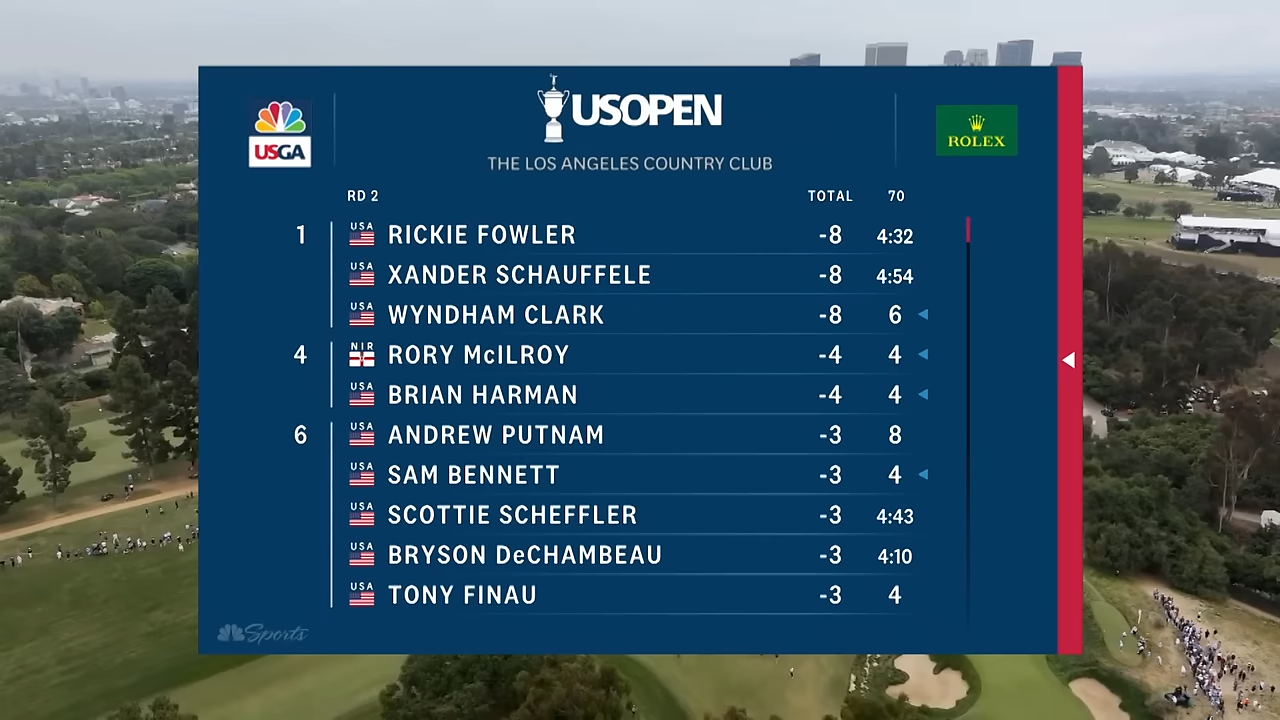 USOPEN
USGA
ROLEX
THE LOS ANGELES COUNTRY CLUB
RD 2 TOTAL 70
1 USA RICKIE FOWLER -8 4:32
USA XANDER SCHAUFFELE -8 4:54
USA WYNDHAM CLARK -8 6
4 NIR RORY McILROY -4 4
USA BRIAN HARMAN -4 4
6 USA ANDREW PUTNAM -3 8
USA SAM BENNETT -3 4
USA SCOTTIE SCHEFFLER -3 4:43
USA BRYSON DeCHAMBEAU -3 4:10
USA TONY FINAU -3 4
Sports